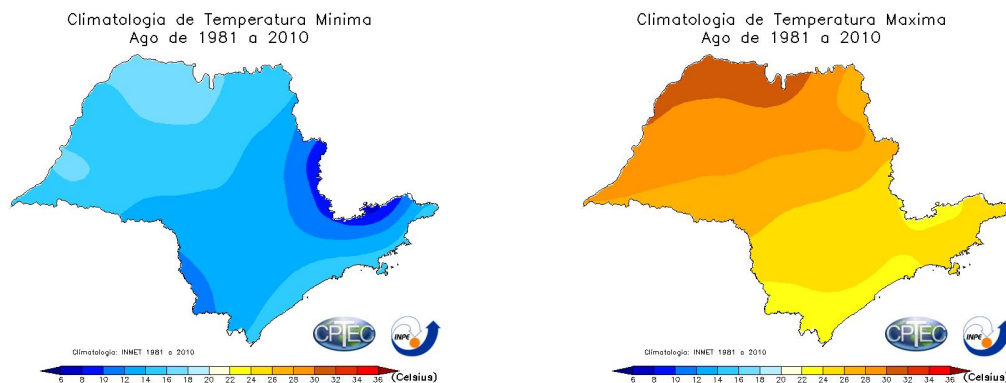 Climatologia de Temperatura Minima
Ago de 1981 a 2010
CPTEC
INPE
Climatologia: INMET 1981 a 2010
6 8 10 12 14 16 18 20 22 24 26 28 30 32 34 36 (Celsius)
Climatologia de Temperatura Maxima
Ago de 1981 a 2010
CPTEC
INPE
Climatologia: INMET 1981 a 2010
6 8 10 12 14 16 18 20 22 24 26 28 30 32 34 36 (Celsius)